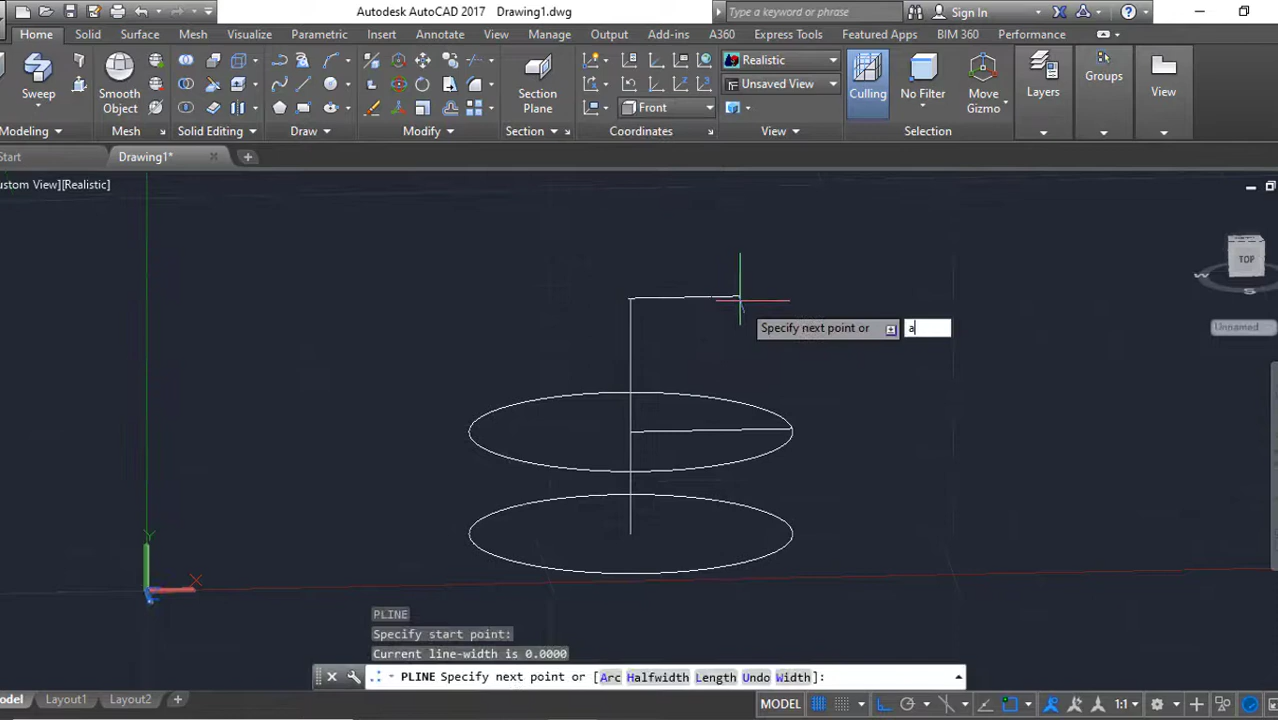 Autodesk AutoCAD 2017 Drawing1.dwg
Type a keyword or phrase
Sign In
Home Solid Surface Mesh Visualize Parametric Insert Annotate View Manage Output Add-ins A360 Express Tools Featured Apps BIM 360 Performance
Realistic
Unsaved View
Front
Sweep
Smooth Object
Section Plane
Culling
No Filter
Move Gizmo
Layers
Groups
View
Modeling Mesh Solid Editing Draw Modify Section Coordinates View Selection
Start Drawing1*
ustom View][Realistic]
TOP
W
S
Unnamed
Specify next point or a
Y
X
PLINE
Specify start point:
Current line-width is 0.0000
PLINE Specify next point or [Arc Halfwidth Length Undo Width]:
odel Layout1 Layout2 +
MODEL 1:1